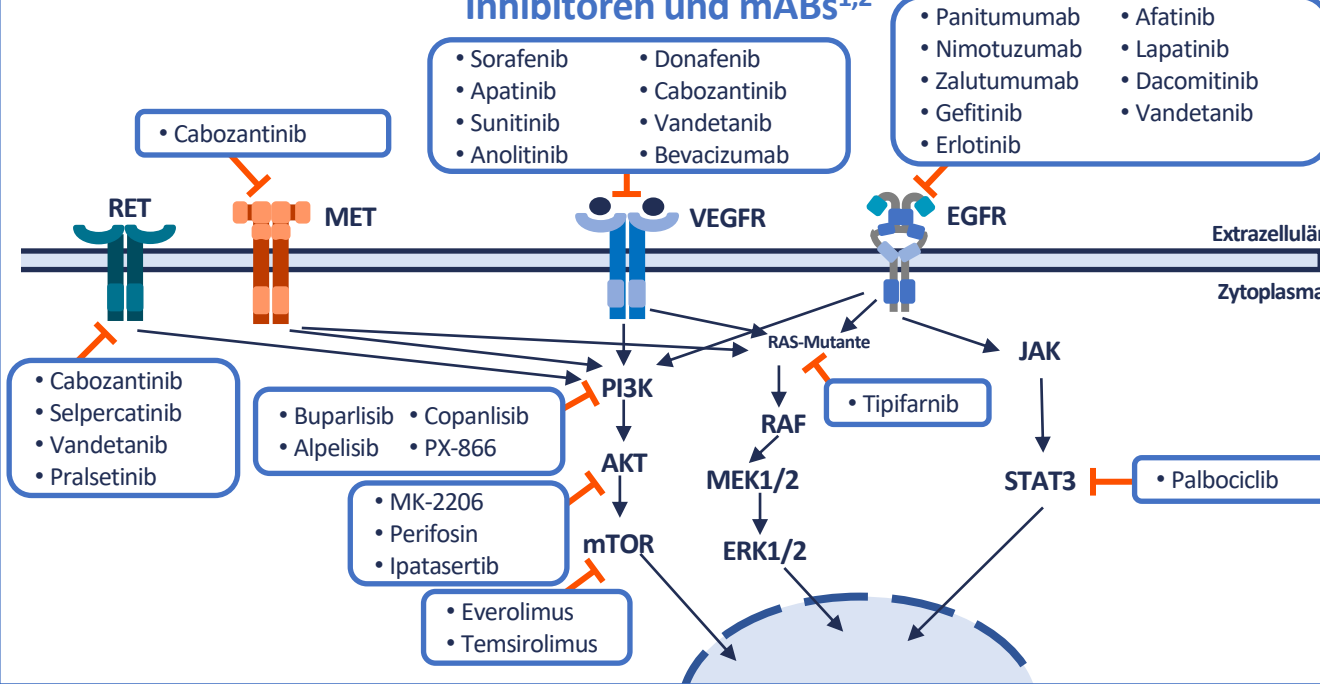 Inhibitoren und mABs1,2
• Panitumumab
• Nimotuzumab
• Zalutumumab
• Gefitinib
• Erlotinib
• Afatinib
• Lapatinib
• Dacomitinib
• Vandetanib
• Sorafenib
• Apatinib
• Sunitinib
• Anolitinib
• Donafenib
• Cabozantinib
• Vandetanib
• Bevacizumab
• Cabozantinib
RET
MET
VEGFR
EGFR
Extrazellulär
Zytoplasma
RAS-Mutante
JAK
• Cabozantinib
• Selpercatinib
• Vandetanib
• Pralsetinib
• Buparlisib • Copanlisib
• Alpelisib • PX-866
PI3K
• Tipifarnib
RAF
AKT
MEK1/2
STAT3
• Palbociclib
• MK-2206
• Perifosin
• Ipatasertib
mTOR
ERK1/2
• Everolimus
• Temsirolimus